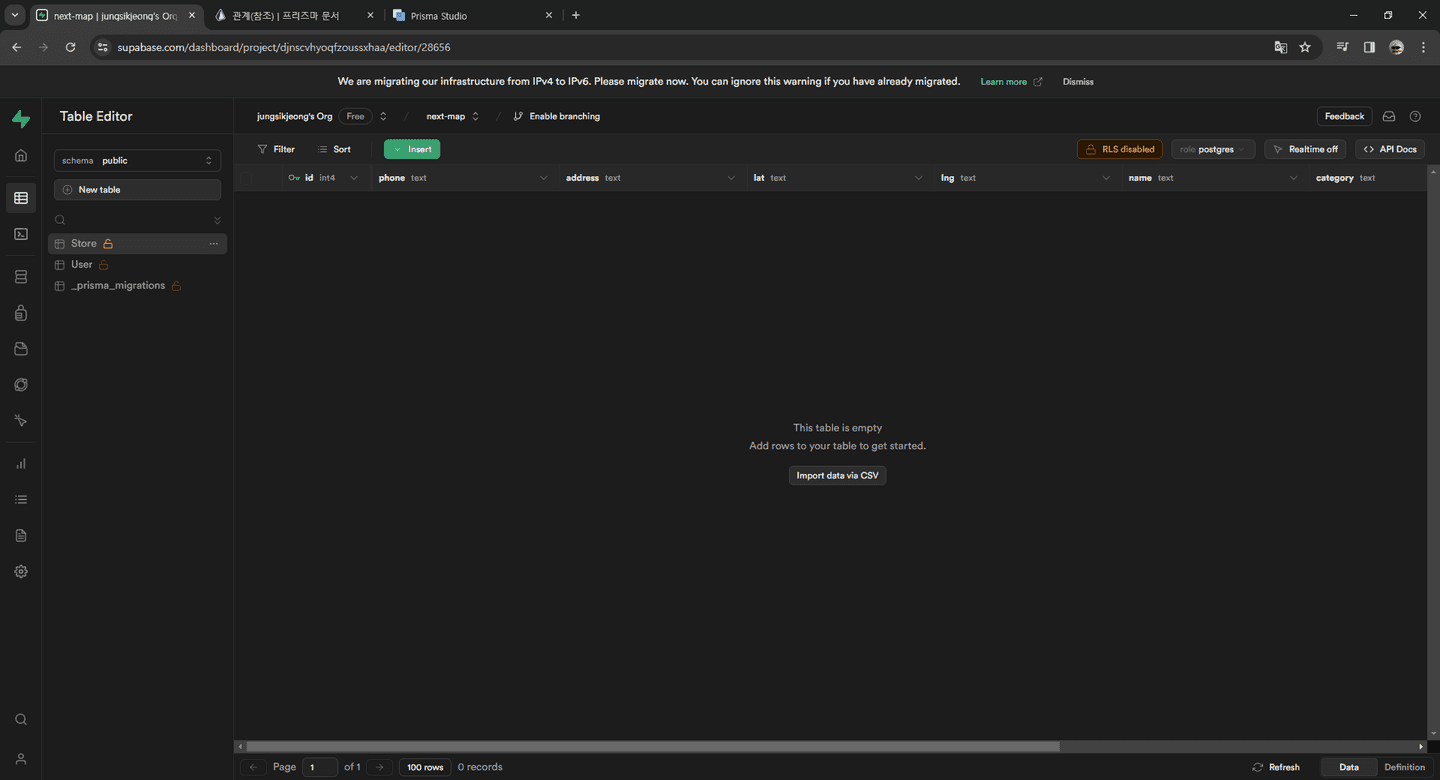 next-map | jungsikjeong's Org
관계(참조) | 프리즈마 문서
Prisma Studio
supabase.com/dashboard/project/djnscvhyoqfzoussxhaa/editor/28656
We are migrating our infrastructure from IPv4 to IPv6. Please migrate now. You can ignore this warning if you have already migrated. Learn more Dismiss
Table Editor
jungsikjeong's Org Free / next-map / Enable branching
Feedback
schema public
Filter Sort Insert
RLS disabled role postgres Realtime off API Docs
New table
id int4 phone text address text lat text lng text name text category text
Store
User
_prisma_migrations
This table is empty
Add rows to your table to get started.
Import data via CSV
Page 1 of 1 100 rows 0 records
Refresh Data Definition